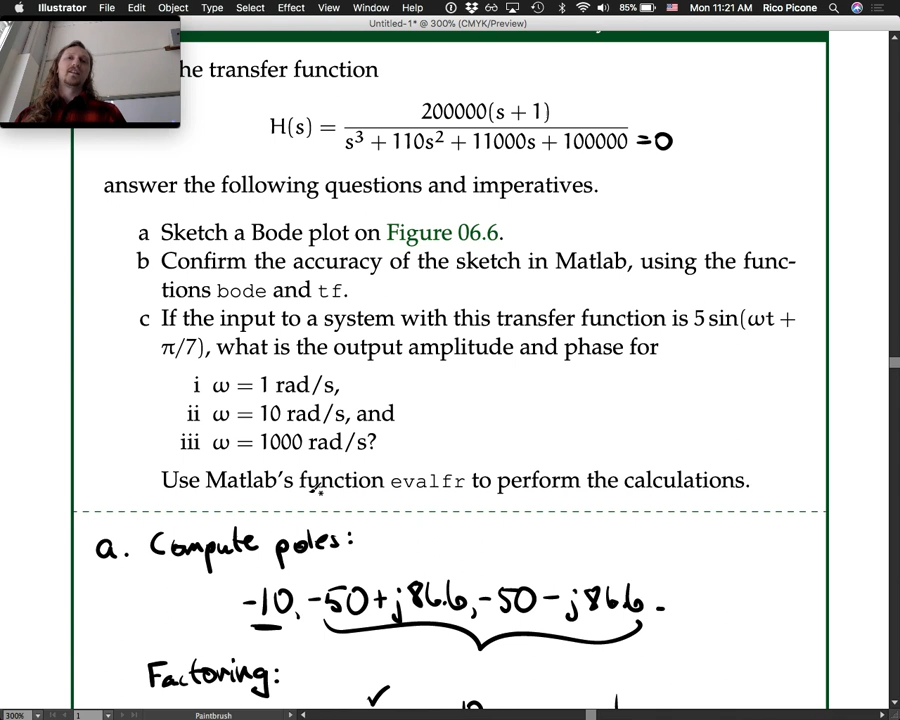 Illustrator File Edit Object Type Select Effect View Window Help 85% Mon 11:21 AM Rico Picone
Untitled-1* @ 300% (CMYK/Preview)
he transfer function
H(s) = 200000(s + 1) / s³ + 110s² + 11000s + 100000 =0
answer the following questions and imperatives.
a Sketch a Bode plot on Figure 06.6.
b Confirm the accuracy of the sketch in Matlab, using the func-
tions bode and tf.
c If the input to a system with this transfer function is 5 sin(ωt +
π/7), what is the output amplitude and phase for
i ω = 1 rad/s,
ii ω = 10 rad/s, and
iii ω = 1000 rad/s?
Use Matlab's function evalfr to perform the calculations.
a. Compute poles:
-10, -50+j86.6, -50-j86.6.
Factoring:
300% 1 Paintbrush